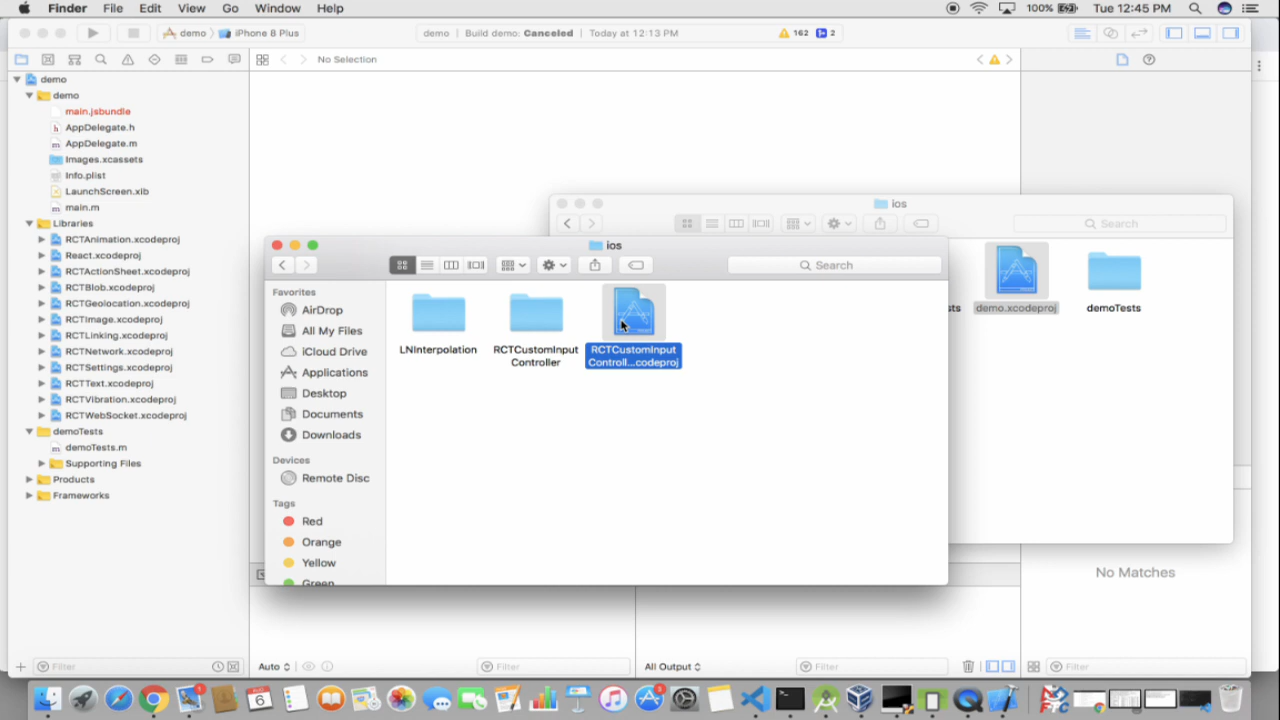 Finder File Edit View Go Window Help 100% Tue 12:45 PM
demo iPhone 8 Plus demo | Build demo: Canceled | Today at 12:13 PM 162 2
No Selection
demo
demo
main.jsbundle
AppDelegate.h
AppDelegate.m
Images.xcassets
Info.plist
LaunchScreen.xib
main.m
Libraries
RCTAnimation.xcodeproj
React.xcodeproj
RCTActionSheet.xcodeproj
RCTBlob.xcodeproj
RCTGeolocation.xcodeproj
RCTImage.xcodeproj
RCTLinking.xcodeproj
RCTNetwork.xcodeproj
RCTSettings.xcodeproj
RCTText.xcodeproj
RCTVibration.xcodeproj
RCTWebSocket.xcodeproj
demoTests
demoTests.m
Supporting Files
Products
Frameworks
Filter
ios
Search
ts demo.xcodeproj demoTests
ios
Search
Favorites
AirDrop
All My Files
iCloud Drive
Applications
Desktop
Documents
Downloads
Devices
Remote Disc
Tags
Red
Orange
Yellow
Green
LNInterpolation RCTCustomInput RCTCustomInput
Controller Controll...codeproj
No Matches
Auto Filter All Output Filter Filter
6